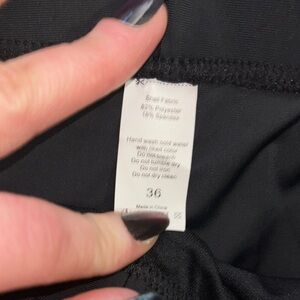 Shell Fabric
82% Polyester
18% Spandex
Hand wash cold water
with liked color
Do not bleach
Do not tumble dry
Do not iron
Do not dry clean
36
Made in China